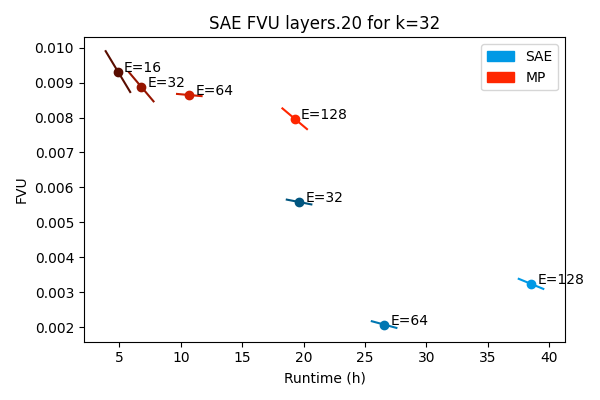 SAE FVU layers.20 for k=32
SAE
MP
E=16
E=32
E=64
E=128
E=32
E=128
E=64
0.010
0.009
0.008
0.007
0.006
0.005
0.004
0.003
0.002
FVU
5 10 15 20 25 30 35 40
Runtime (h)